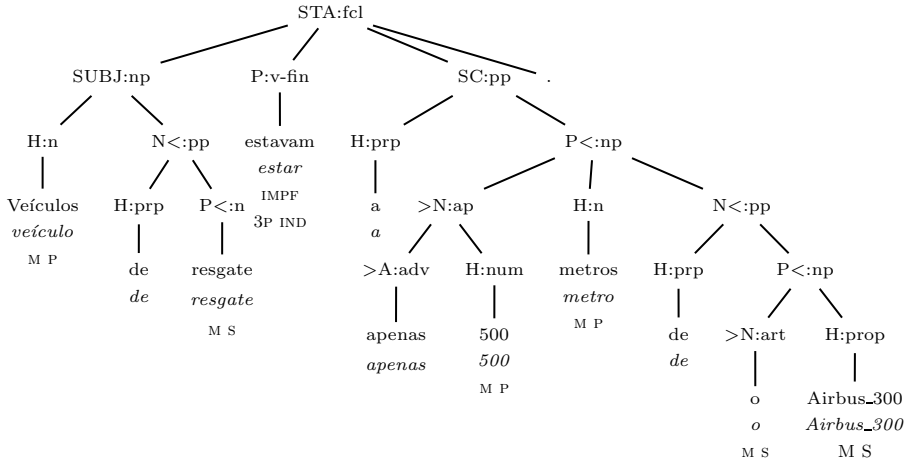 STA:fcl
SUBJ:np P:v-fin SC:pp .
H:n N<:pp estavam H:prp P<:np
estar
IMPF
Veículos H:prp P<:n 3P IND a >N:ap H:n N<:pp
veículo a
M P
de resgate >A:adv H:num metros H:prp P<:np
de resgate metro
M S M P
apenas 500 de >N:art H:prop
apenas 500 de
M P
o Airbus_300
o Airbus_300
M S M S